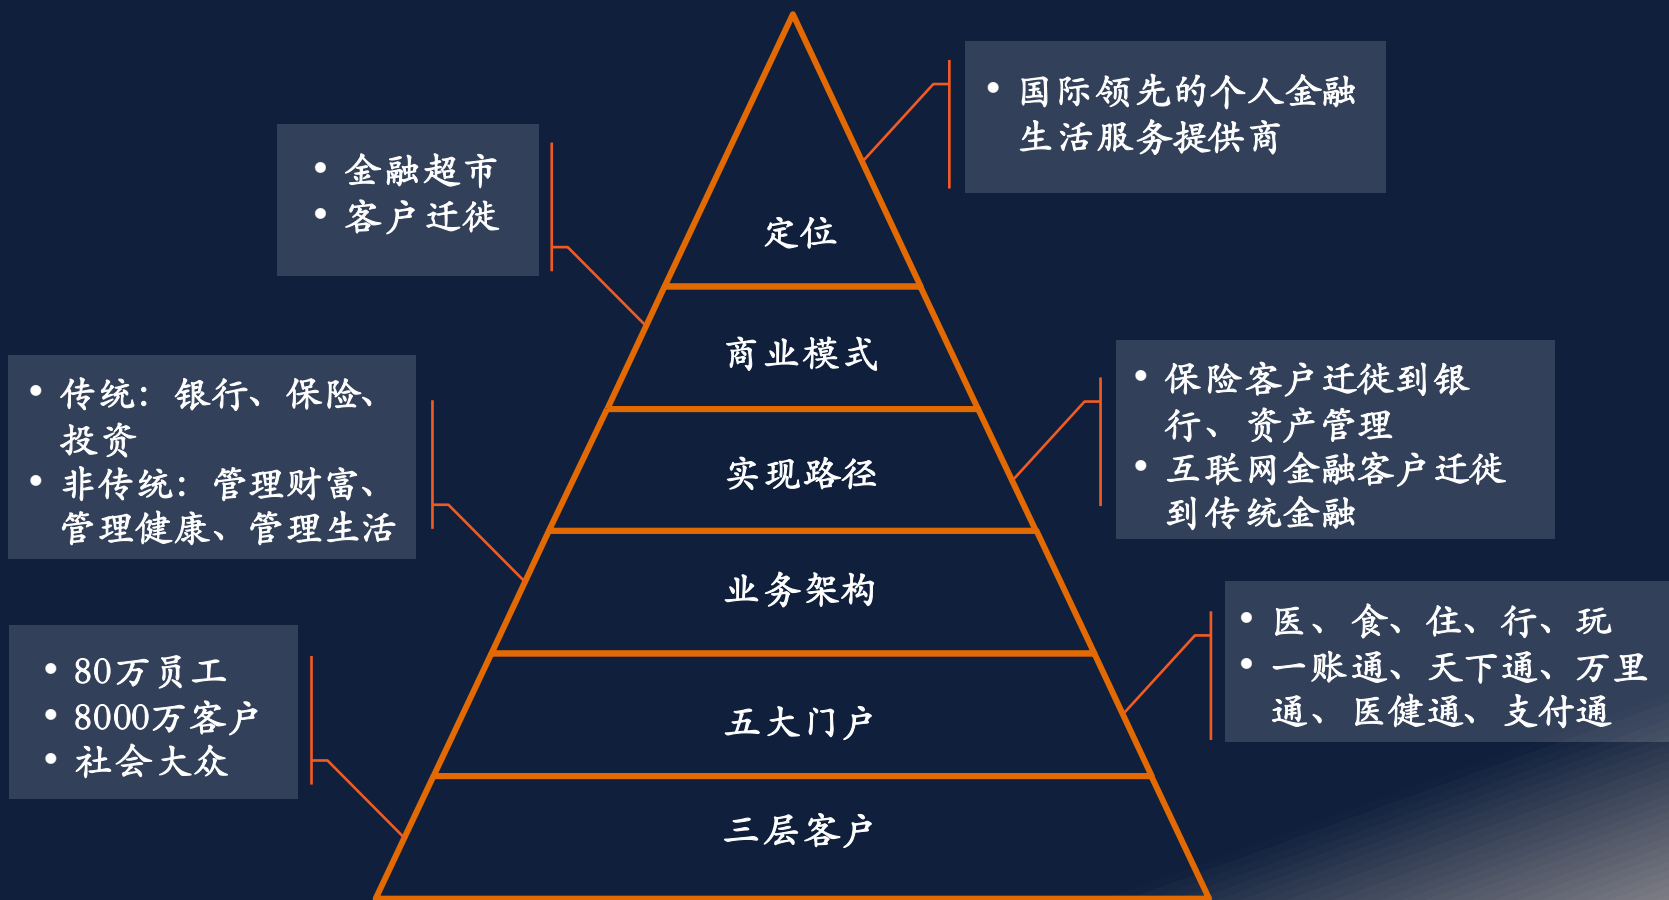 • 国际领先的个人金融
生活服务提供商
• 金融超市
• 客户迁徙
定位
商业模式
• 传统：银行、保险、
投资
• 非传统：管理财富、
管理健康、管理生活
• 保险客户迁徙到银
行、资产管理
• 互联网金融客户迁徙
到传统金融
实现路径
业务架构
• 医、食、住、行、玩
• 一账通、天下通、万里
通、医健通、支付通
• 80万员工
• 8000万客户
• 社会大众
五大门户
三层客户